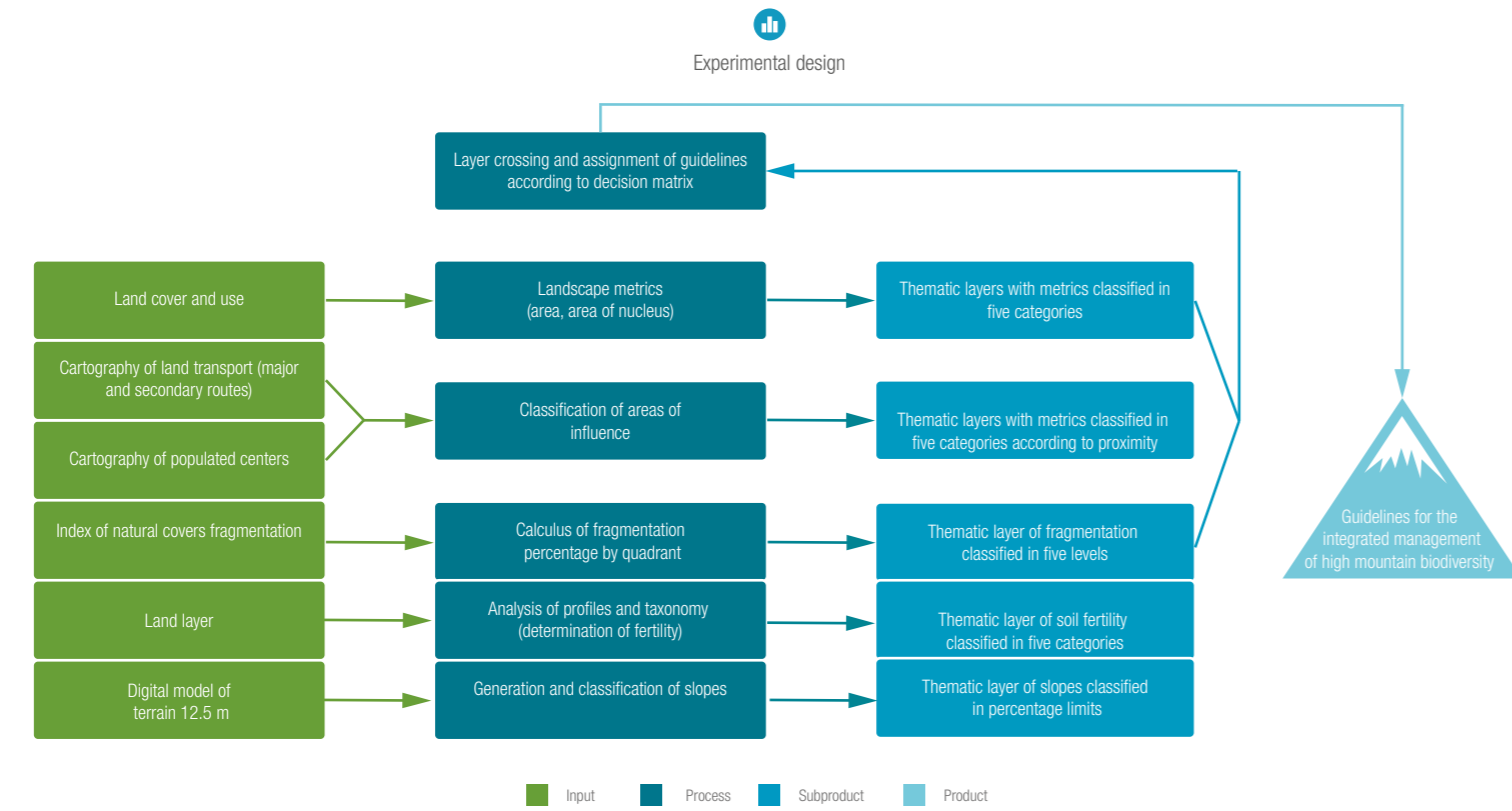 Experimental design
Layer crossing and assignment of guidelines
according to decision matrix
Land cover and use
Landscape metrics
(area, area of nucleus)
Thematic layers with metrics classified in
five categories
Cartography of land transport (major
and secondary routes)
Cartography of populated centers
Classification of areas of
influence
Thematic layers with metrics classified in
five categories according to proximity
Index of natural covers fragmentation
Calculus of fragmentation
percentage by quadrant
Thematic layer of fragmentation
classified in five levels
Land layer
Analysis of profiles and taxonomy
(determination of fertility)
Thematic layer of soil fertility
classified in five categories
Digital model of
terrain 12.5 m
Generation and classification of slopes
Thematic layer of slopes classified
in percentage limits
Guidelines for the
integrated management
of high mountain biodiversity
Input
Process
Subproduct
Product